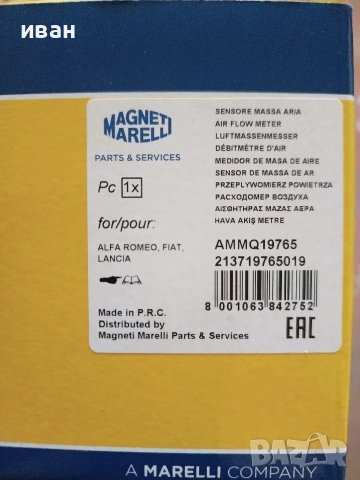 иван
MAGNETI
MARELLI
PARTS & SERVICES
Pc 1x
for/pour:
ALFA ROMEO, FIAT,
LANCIA
SENSORE MASSA ARIA
AIR FLOW METER
LUFTMASSENMESSER
DÉBITMÈTRE D'AIR
MEDIDOR DE MASA DE AIRE
SENSOR DE MASSA DE AR
PRZEPŁYWOMIERZ POWIETRZA
РАСХОДОМЕР ВОЗДУХА
ΑΙΣΘΗΤΗΡΑΣ ΜΑΖΑΣ ΑΕΡΑ
HAVA AKIŞ METRE
AMMQ19765
213719765019
8 001063 842752
Made in P.R.C.
Distributed by
Magneti Marelli Parts & Services
EAC
A MARELLI COMPANY
BAZAR